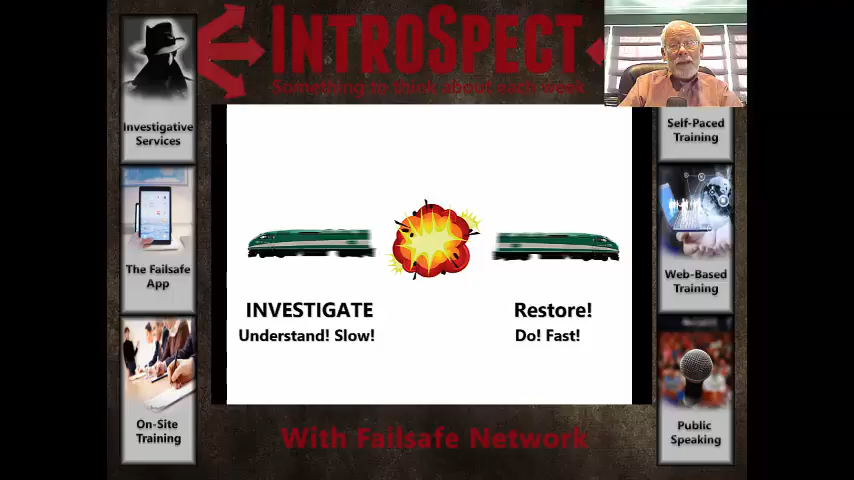 INTROSPECT
Something to think about each week
Investigative
Services
The Failsafe
App
On-Site
Training
INVESTIGATE
Understand! Slow!
Restore!
Do! Fast!
Self-Paced
Training
Web-Based
Training
Public
Speaking
With Failsafe Network